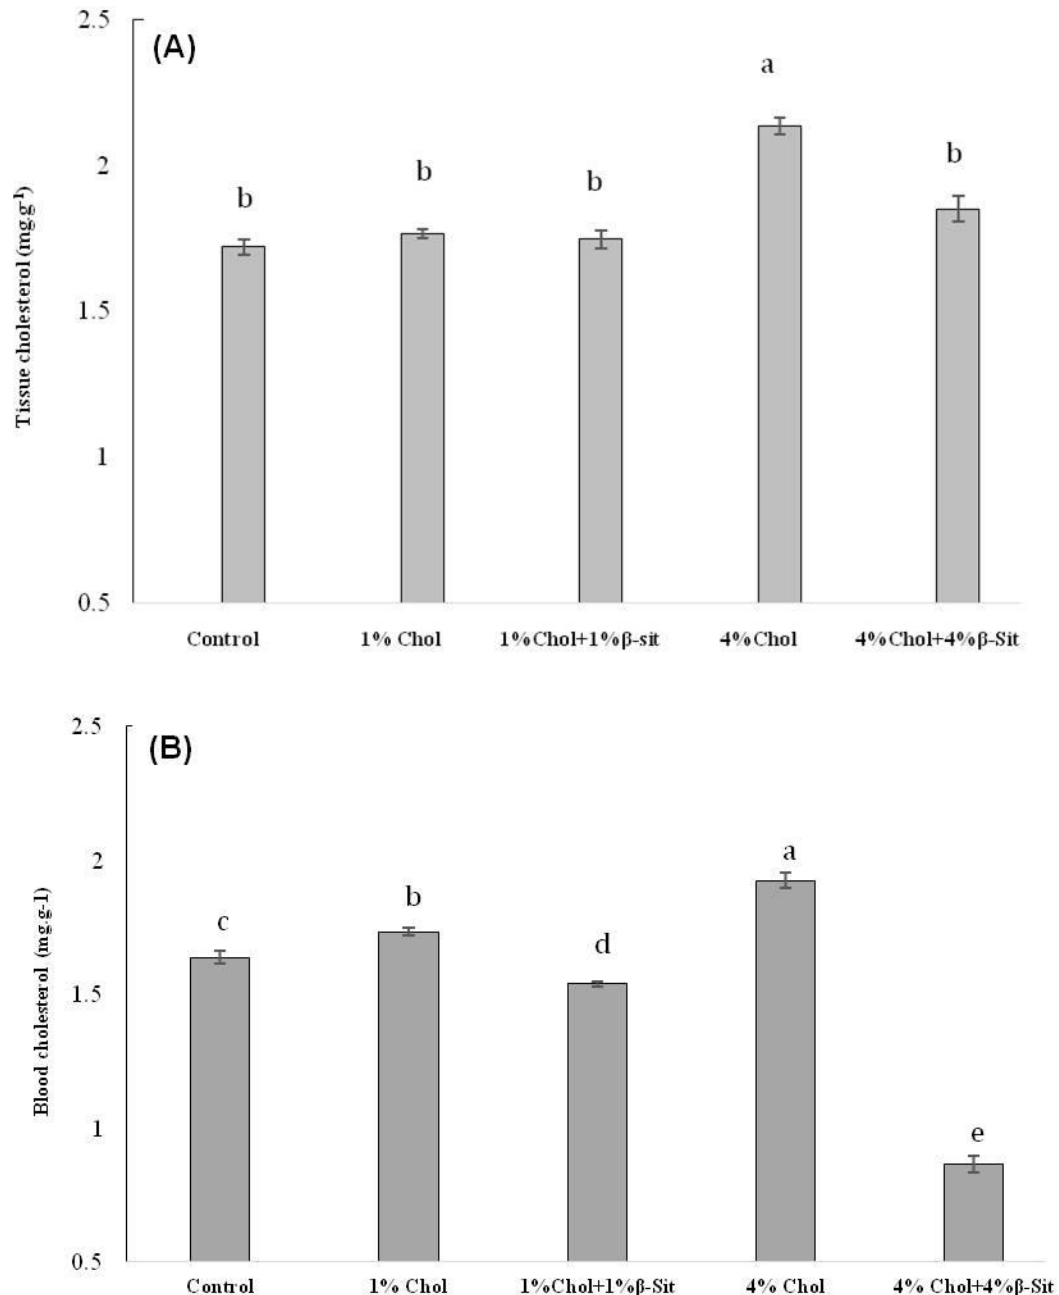 2.5
(A)
a
b
2
b
b
b
Tissue cholesterol (mg.g⁻¹)
1.5
1
0.5
Control 1% Chol 1%Chol+1%β-sit 4%Chol 4%Chol+4%β-Sit
2.5
(B)
2
a
b
c
d
Blood cholesterol (mg.g-1)
1.5
1
e
0.5
Control 1% Chol 1%Chol+1%β-Sit 4% Chol 4% Chol+4%β-Sit